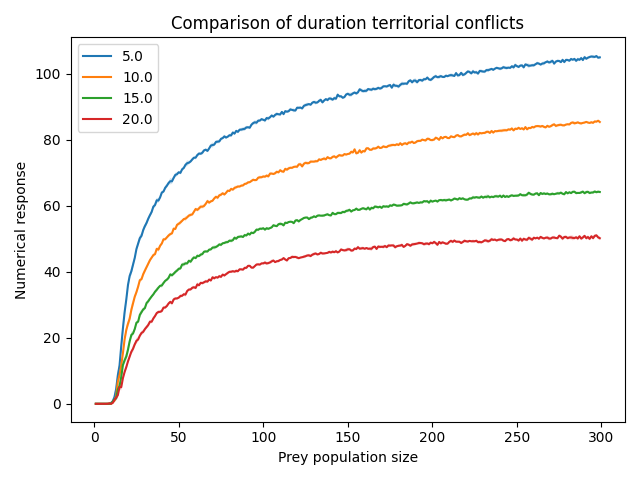 Comparison of duration territorial conflicts
5.0
10.0
15.0
20.0
Numerical response
100
80
60
40
20
0
0 50 100 150 200 250 300
Prey population size